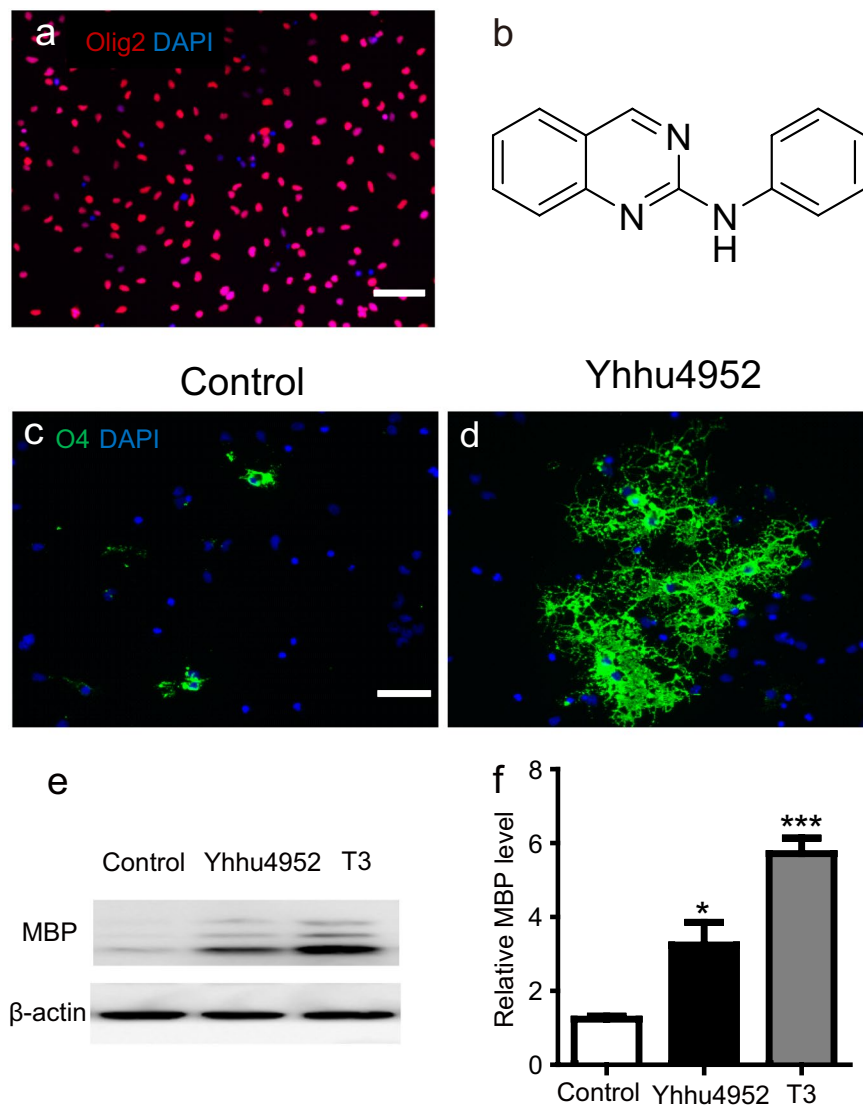 a
Olig2 DAPI
b
N
N
N
H
Control
Yhhu4952
c
O4 DAPI
d
e
Control Yhhu4952 T3
MBP
β-actin
f
Relative MBP level
8
6
4
2
0
*
***
Control Yhhu4952 T3